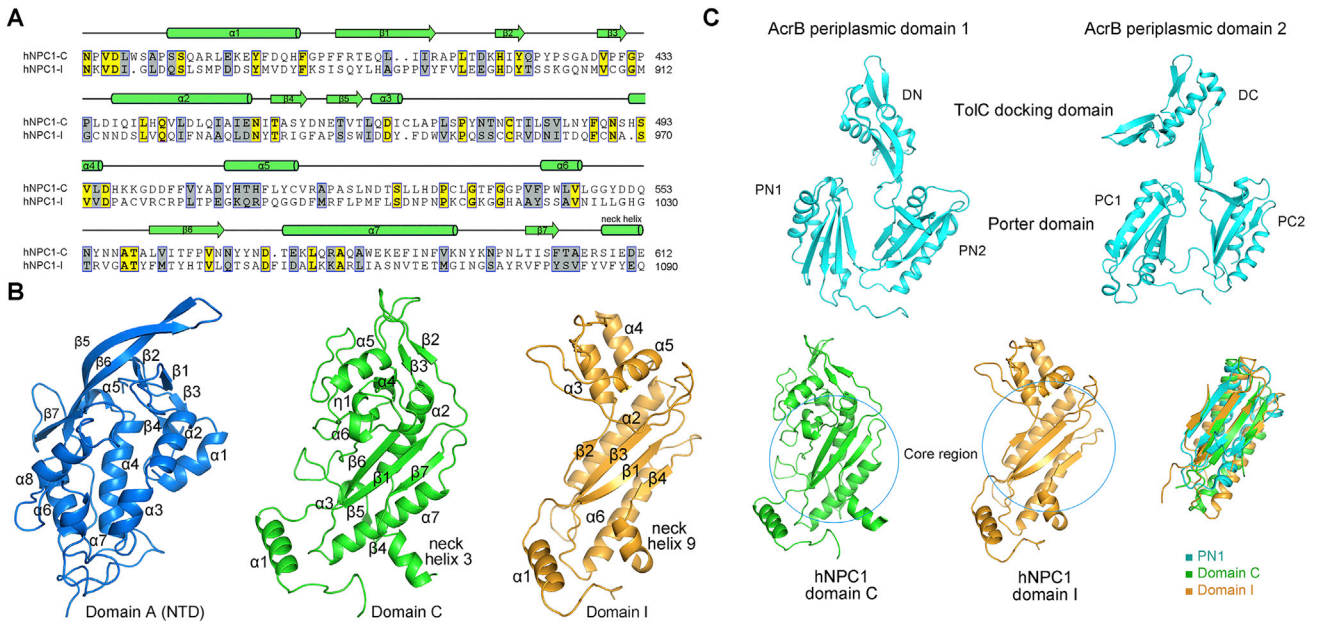 A
α1 β1 β2 β3
hNPC1-C NPVDLWSAPSSQARLEKEYFDQHFGPFFRTEQL..IIRAPLTDKHIYQPYPSGADVPFGP 433
hNPC1-I NKVDI.GLDQSLSMPDDSYMVDYFKSISQYLHAGPPVYFVLEEGHDYTSSKGQNMVCGGM 912
α2 β4 β5 α3
hNPC1-C PLDIQILHQVLDLQIAIENITASYDNETVTLQDICLAPLSPYNTNCTILSVLNYFQNSHS 493
hNPC1-I GCNNDSLVQQIFNAAQLDNYTRIGFAPSSWIDDYFDWVKPQSSCCRVDNITDQFCNA.S 970
α4 α5 α6
hNPC1-C VLDHKKGDDFFVYADYHTHFLYCVRAPASLNDTSLLHDPCLGTFGGPVFPWLVLGGYDDQ 553
hNPC1-I VVDPACVRCRPLTPEGKQRPQGGDFMRFLPMFLSDNPNPKCGKGGHAAYSSAVNILLGHG 1030
β6 α7 β7 neck helix
hNPC1-C NYNNATALVITFPVNNYYNDTEKLQRAQAWEKEFINFVKNYKNPNLTISFTAERSIEDE 612
hNPC1-I TRVGATYFMTYHTVLQTSADFIDALKKARLIASNVTETMGINGSAYRVFPYSVFYVFYEQ 1090
B
β5 β6 β2 β1 α5 β3 β7 β4 α2 α4 α1 α8 α6 α3 α7
Domain A (NTD)
α5 β2 β3 α4 η1 α2 α6 β6 β7 β1 α3 β5 α7 β4 α1
neck
helix 3
Domain C
α4 α5 α3 α2 β2 β3 β1 β4 α6 α1
neck
helix 9
Domain I
C
AcrB periplasmic domain 1 AcrB periplasmic domain 2
DN DC
TolC docking domain
PN1 PC1
Porter domain
PN2 PC2
Core region
hNPC1
domain C
hNPC1
domain I
PN1
Domain C
Domain I